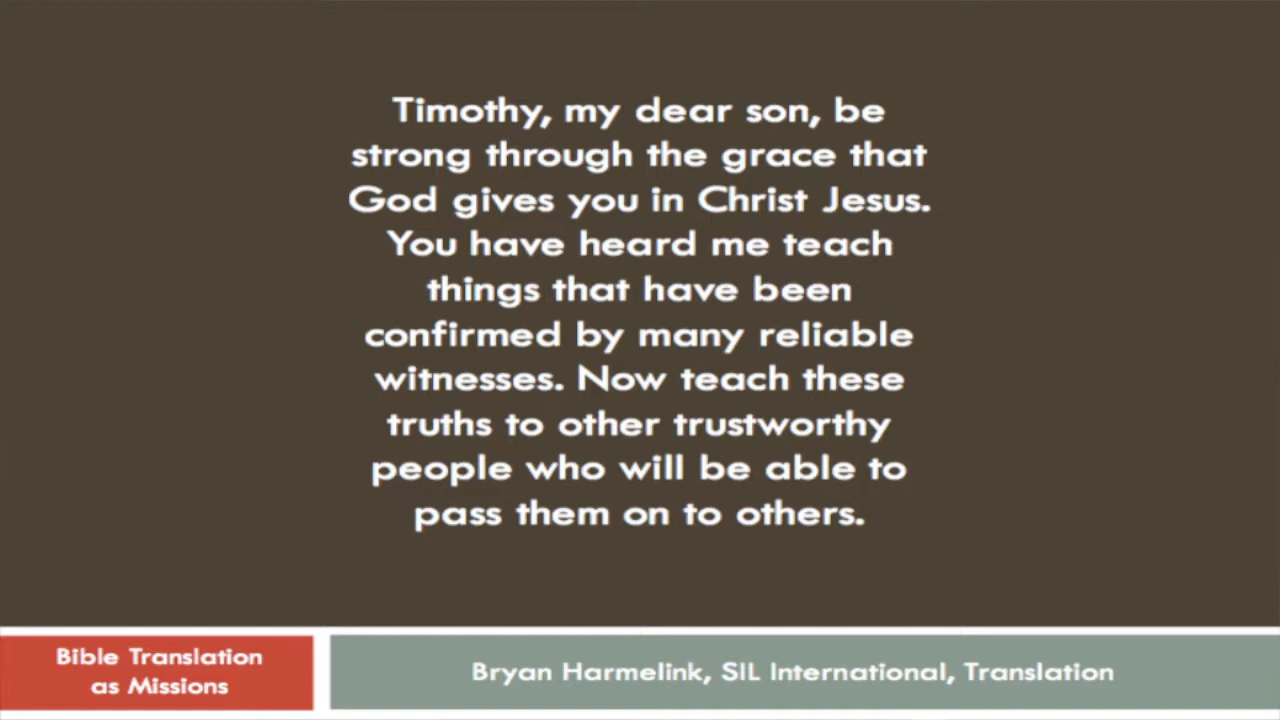 Timothy, my dear son, be
strong through the grace that
God gives you in Christ Jesus.
You have heard me teach
things that have been
confirmed by many reliable
witnesses. Now teach these
truths to other trustworthy
people who will be able to
pass them on to others.
Bible Translation
as Missions
Bryan Harmelink, SIL International, Translation